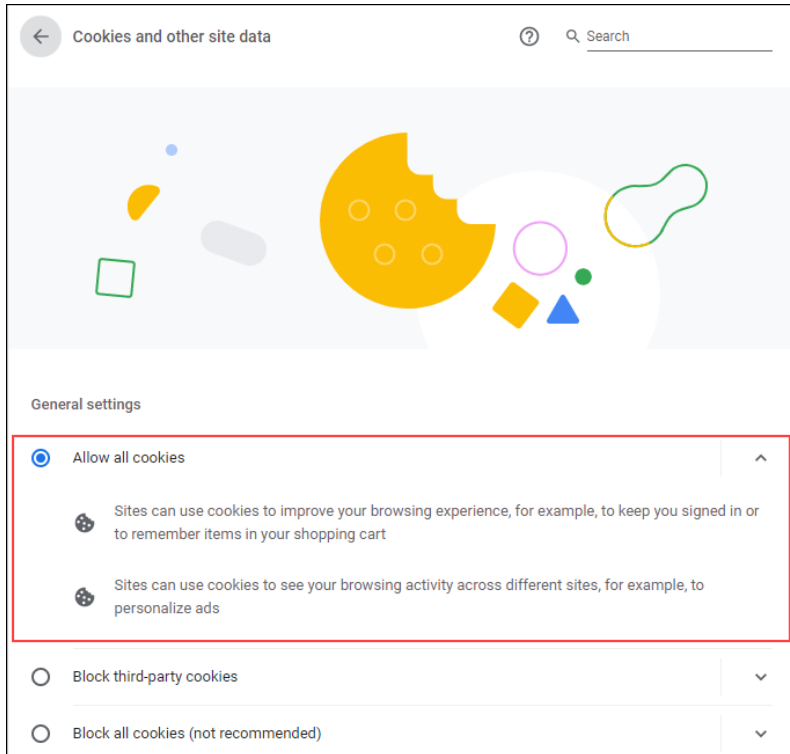 Cookies and other site data
Search
General settings
Allow all cookies
Sites can use cookies to improve your browsing experience, for example, to keep you signed in or
to remember items in your shopping cart
Sites can use cookies to see your browsing activity across different sites, for example, to
personalize ads
Block third-party cookies
Block all cookies (not recommended)